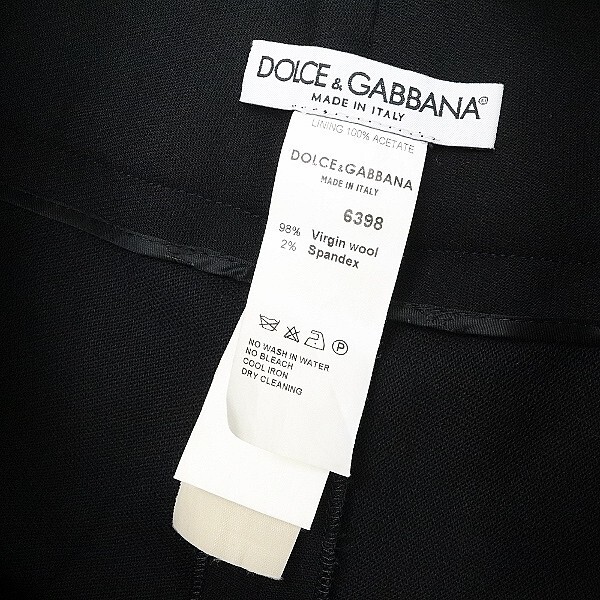 DOLCE & GABBANA®
MADE IN ITALY
LINING 100% ACETATE
DOLCE&GABBANA
MADE IN ITALY
6398
98% Virgin wool
2% Spandex
P
NO WASH IN WATER
NO BLEACH
COOL IRON
DRY CLEANING